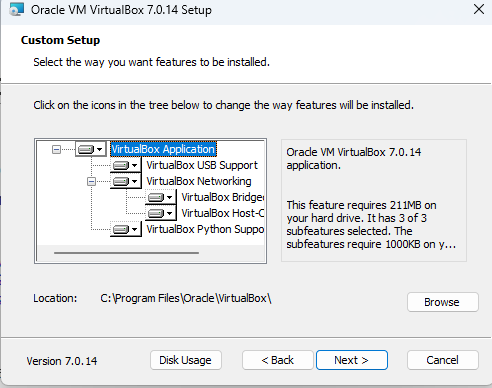 Oracle VM VirtualBox 7.0.14 Setup
Custom Setup
Select the way you want features to be installed.
Click on the icons in the tree below to change the way features will be installed.
VirtualBox Application
VirtualBox USB Support
VirtualBox Networking
VirtualBox Bridge
VirtualBox Host-C
VirtualBox Python Suppo
Oracle VM VirtualBox 7.0.14
application.
This feature requires 211MB on
your hard drive. It has 3 of 3
subfeatures selected. The
subfeatures require 1000KB on y...
Location: C:\Program Files\Oracle\VirtualBox\
Browse
Version 7.0.14
Disk Usage
< Back
Next >
Cancel